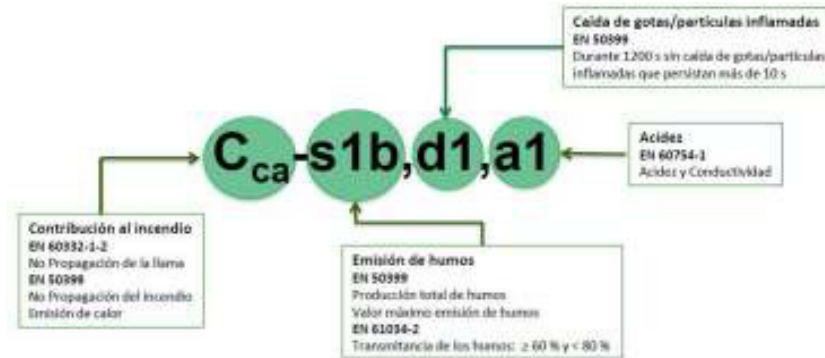 Caída de gotas/partículas inflamadas
EN 50399
Durante 1200 s sin caída de gotas/partículas
inflamadas que persistan más de 10 s
Cca-s1b,d1,a1
Acidez
EN 60754-1
Acidez y Conductividad
Contribución al incendio
EN 60332-1-2
No Propagación de la llama
EN 50399
No Propagación del incendio
Emisión de calor
Emisión de humos
EN 50399
Producción total de humos
Valor máximo emisión de humos
EN 61034-2
Transmitancia de los humos: ≥ 60 % y < 80 %